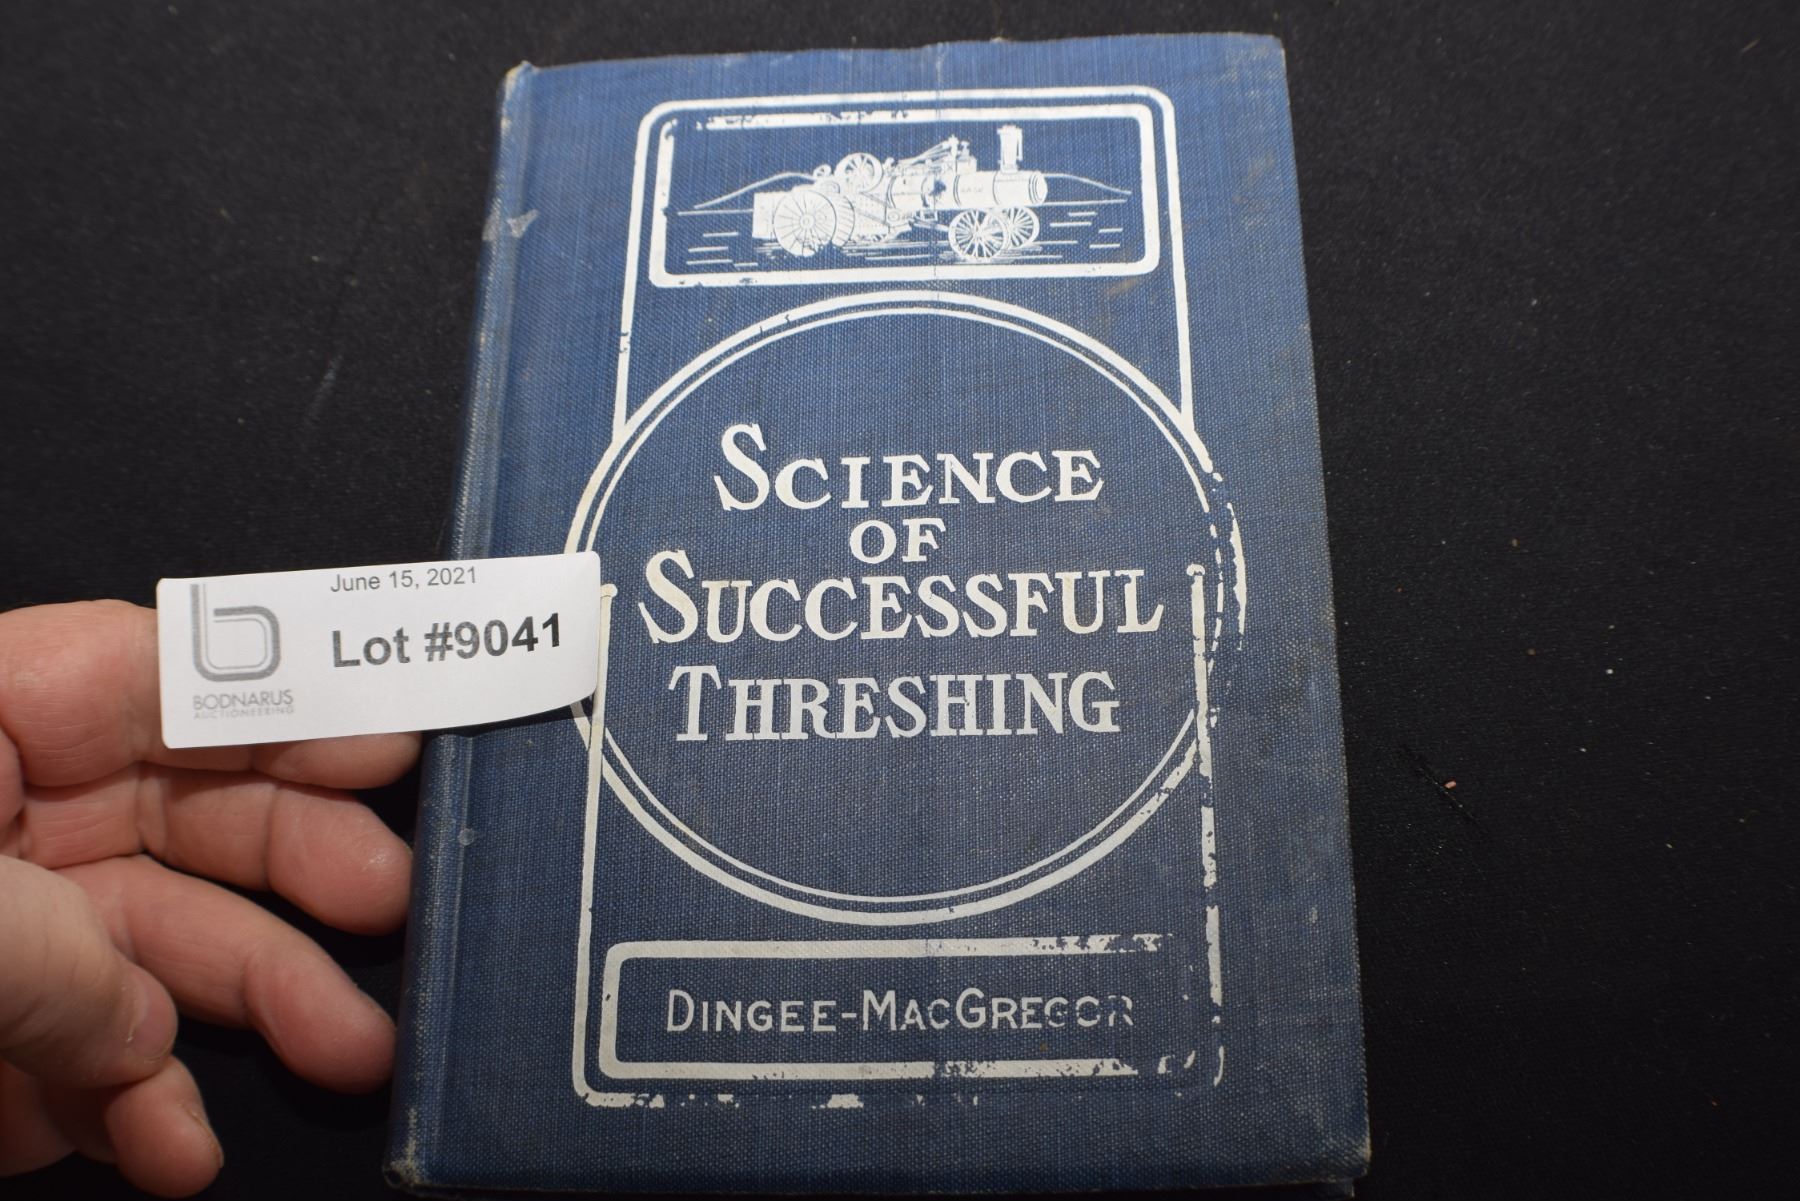 SCIENCE
OF
SUCCESSFUL
THRESHING
DINGEE-MACGREGOR
June 15, 2021
Lot #9041
BODNARUS
AUCTIONEERING